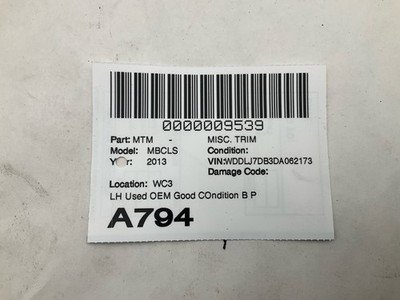 0000009539
Part: MTM - MISC. TRIM
Model: MBCLS Condition:
Year: 2013 VIN:WDDLJ7DB3DA062173
Damage Code:
Location: WC3
LH Used OEM Good COndition B P
A794